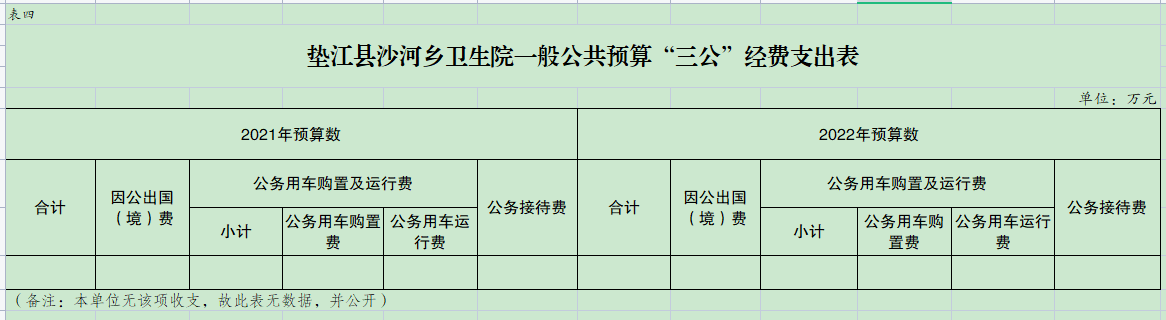 表四
垫江县沙河乡卫生院一般公共预算“三公”经费支出表
单位：万元
2021年预算数
2022年预算数
合计
因公出国
（境）费
公务用车购置及运行费
小计
公务用车购置
费
公务用车运
行费
公务接待费
合计
因公出国
（境）费
公务用车购置及运行费
小计
公务用车购
置费
公务用车运行
费
公务接待费
（备注：本单位无该项收支，故此表无数据，并公开）